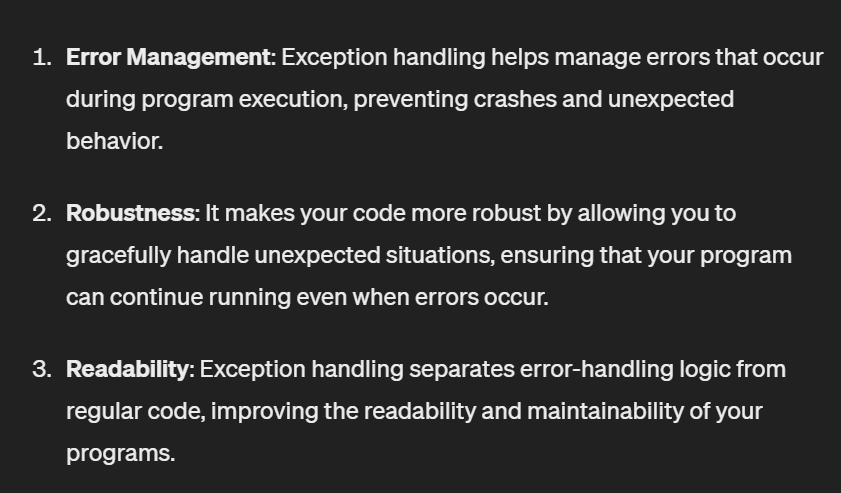 1. Error Management: Exception handling helps manage errors that occur
during program execution, preventing crashes and unexpected
behavior.
2. Robustness: It makes your code more robust by allowing you to
gracefully handle unexpected situations, ensuring that your program
can continue running even when errors occur.
3. Readability: Exception handling separates error-handling logic from
regular code, improving the readability and maintainability of your
programs.